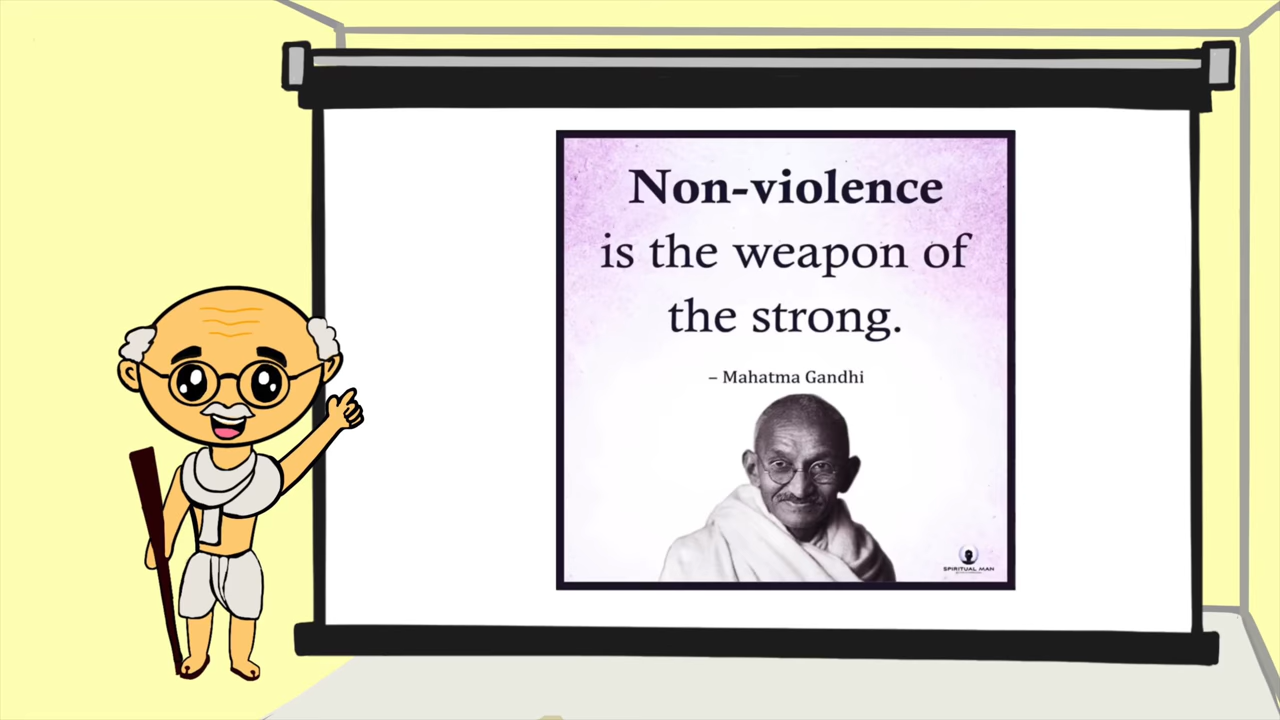 Non-violence
is the weapon of
the strong.
– Mahatma Gandhi
SPIRITUAL MAN